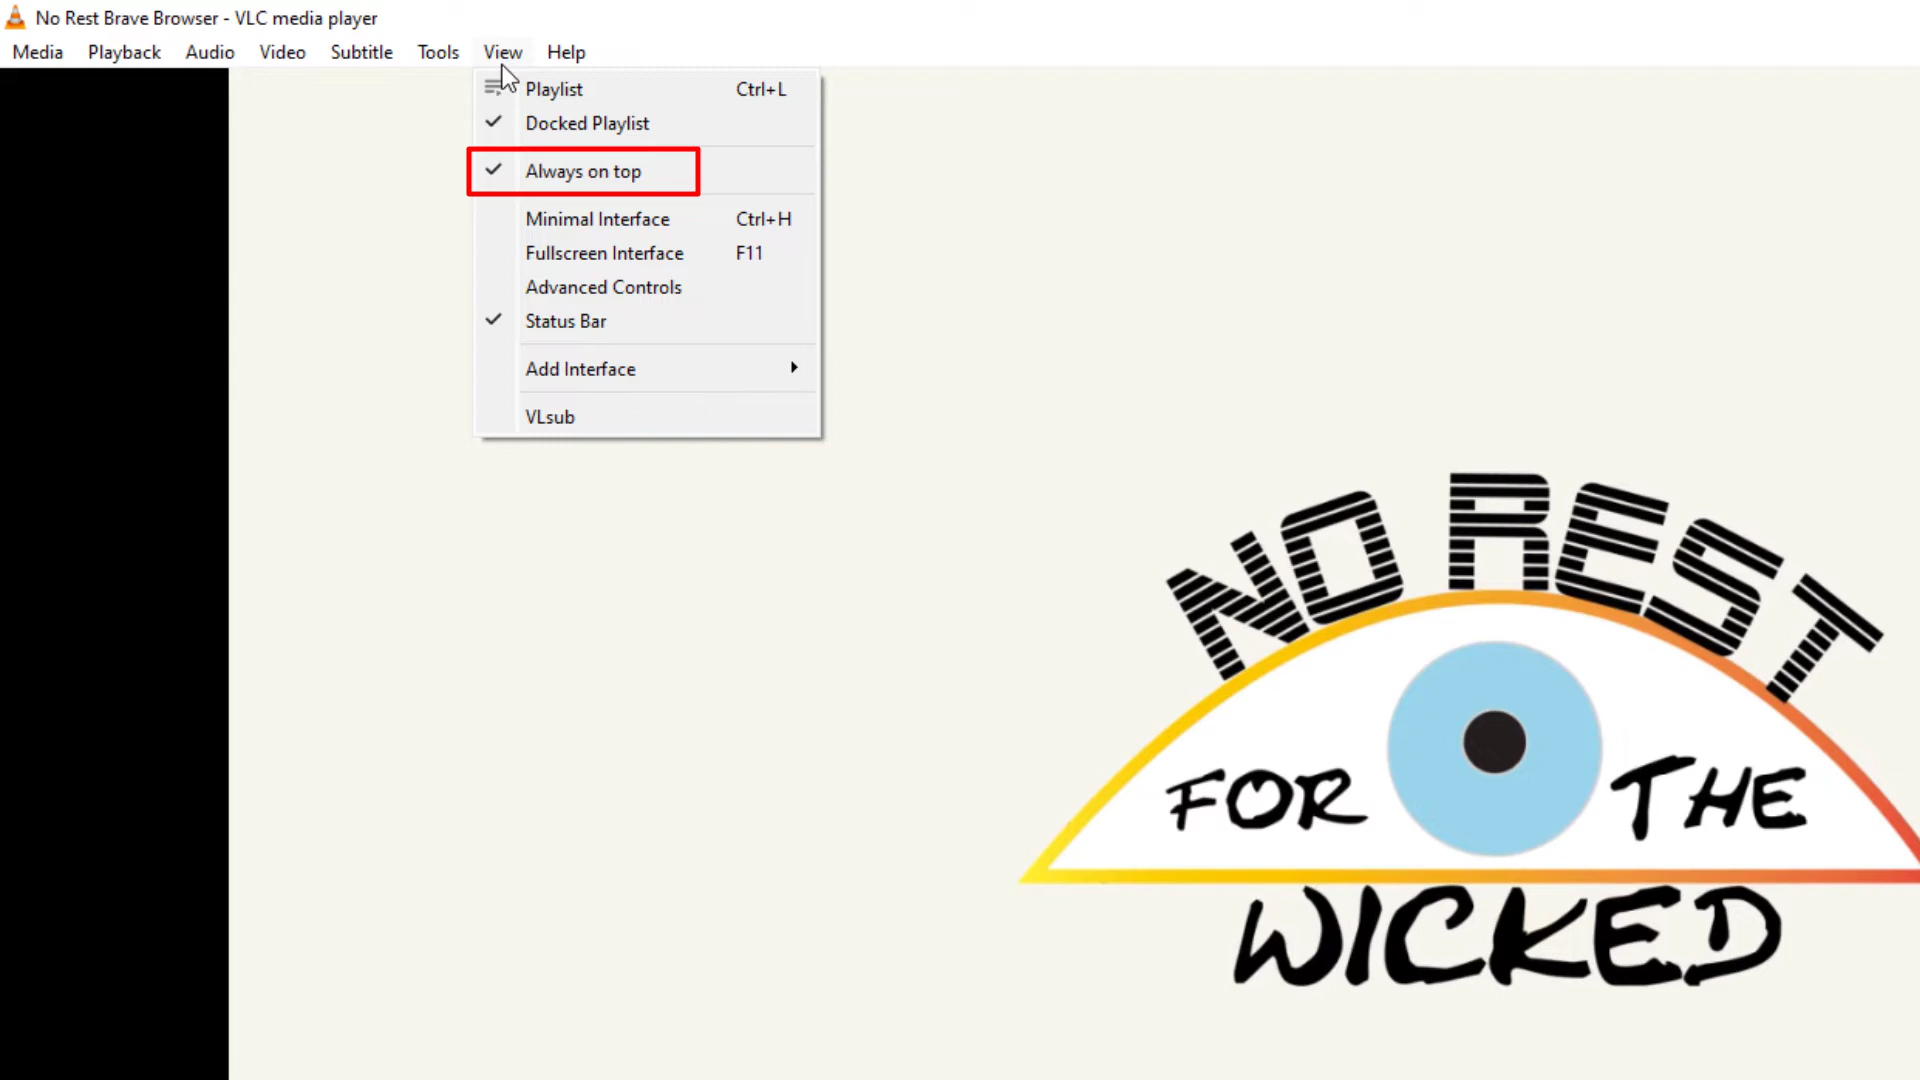 No Rest Brave Browser - VLC media player
Media Playback Audio Video Subtitle Tools View Help
Playlist Ctrl+L
Docked Playlist
Always on top
Minimal Interface Ctrl+H
Fullscreen Interface F11
Advanced Controls
Status Bar
Add Interface
VLsub
NO REST
FOR THE
WICKED